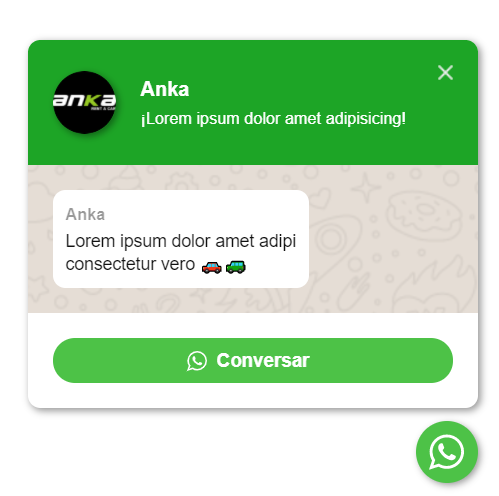 anka
RENT A CAR
Anka
¡Lorem ipsum dolor amet adipisicing!
Anka
Lorem ipsum dolor amet adipi
consectetur vero
Conversar